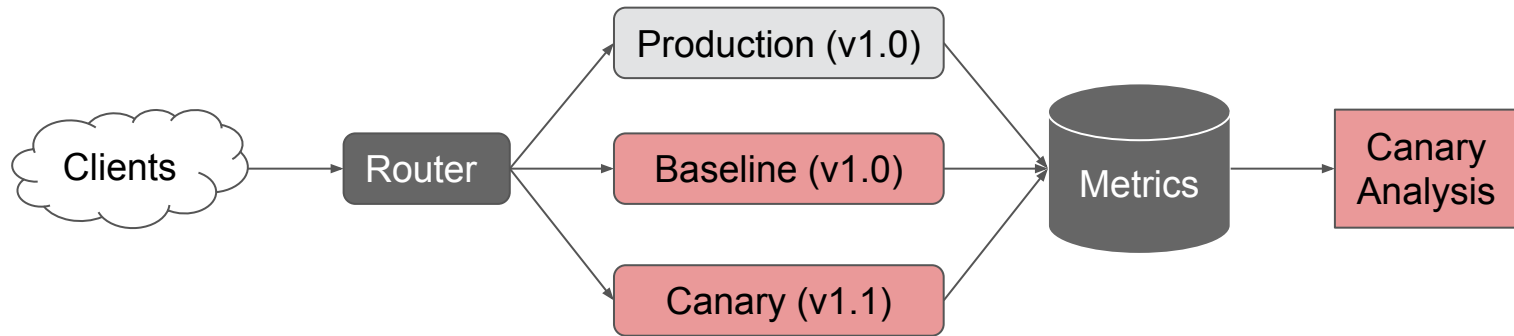 Production (v1.0)
Clients
Router
Baseline (v1.0)
Metrics
Canary
Analysis
Canary (v1.1)